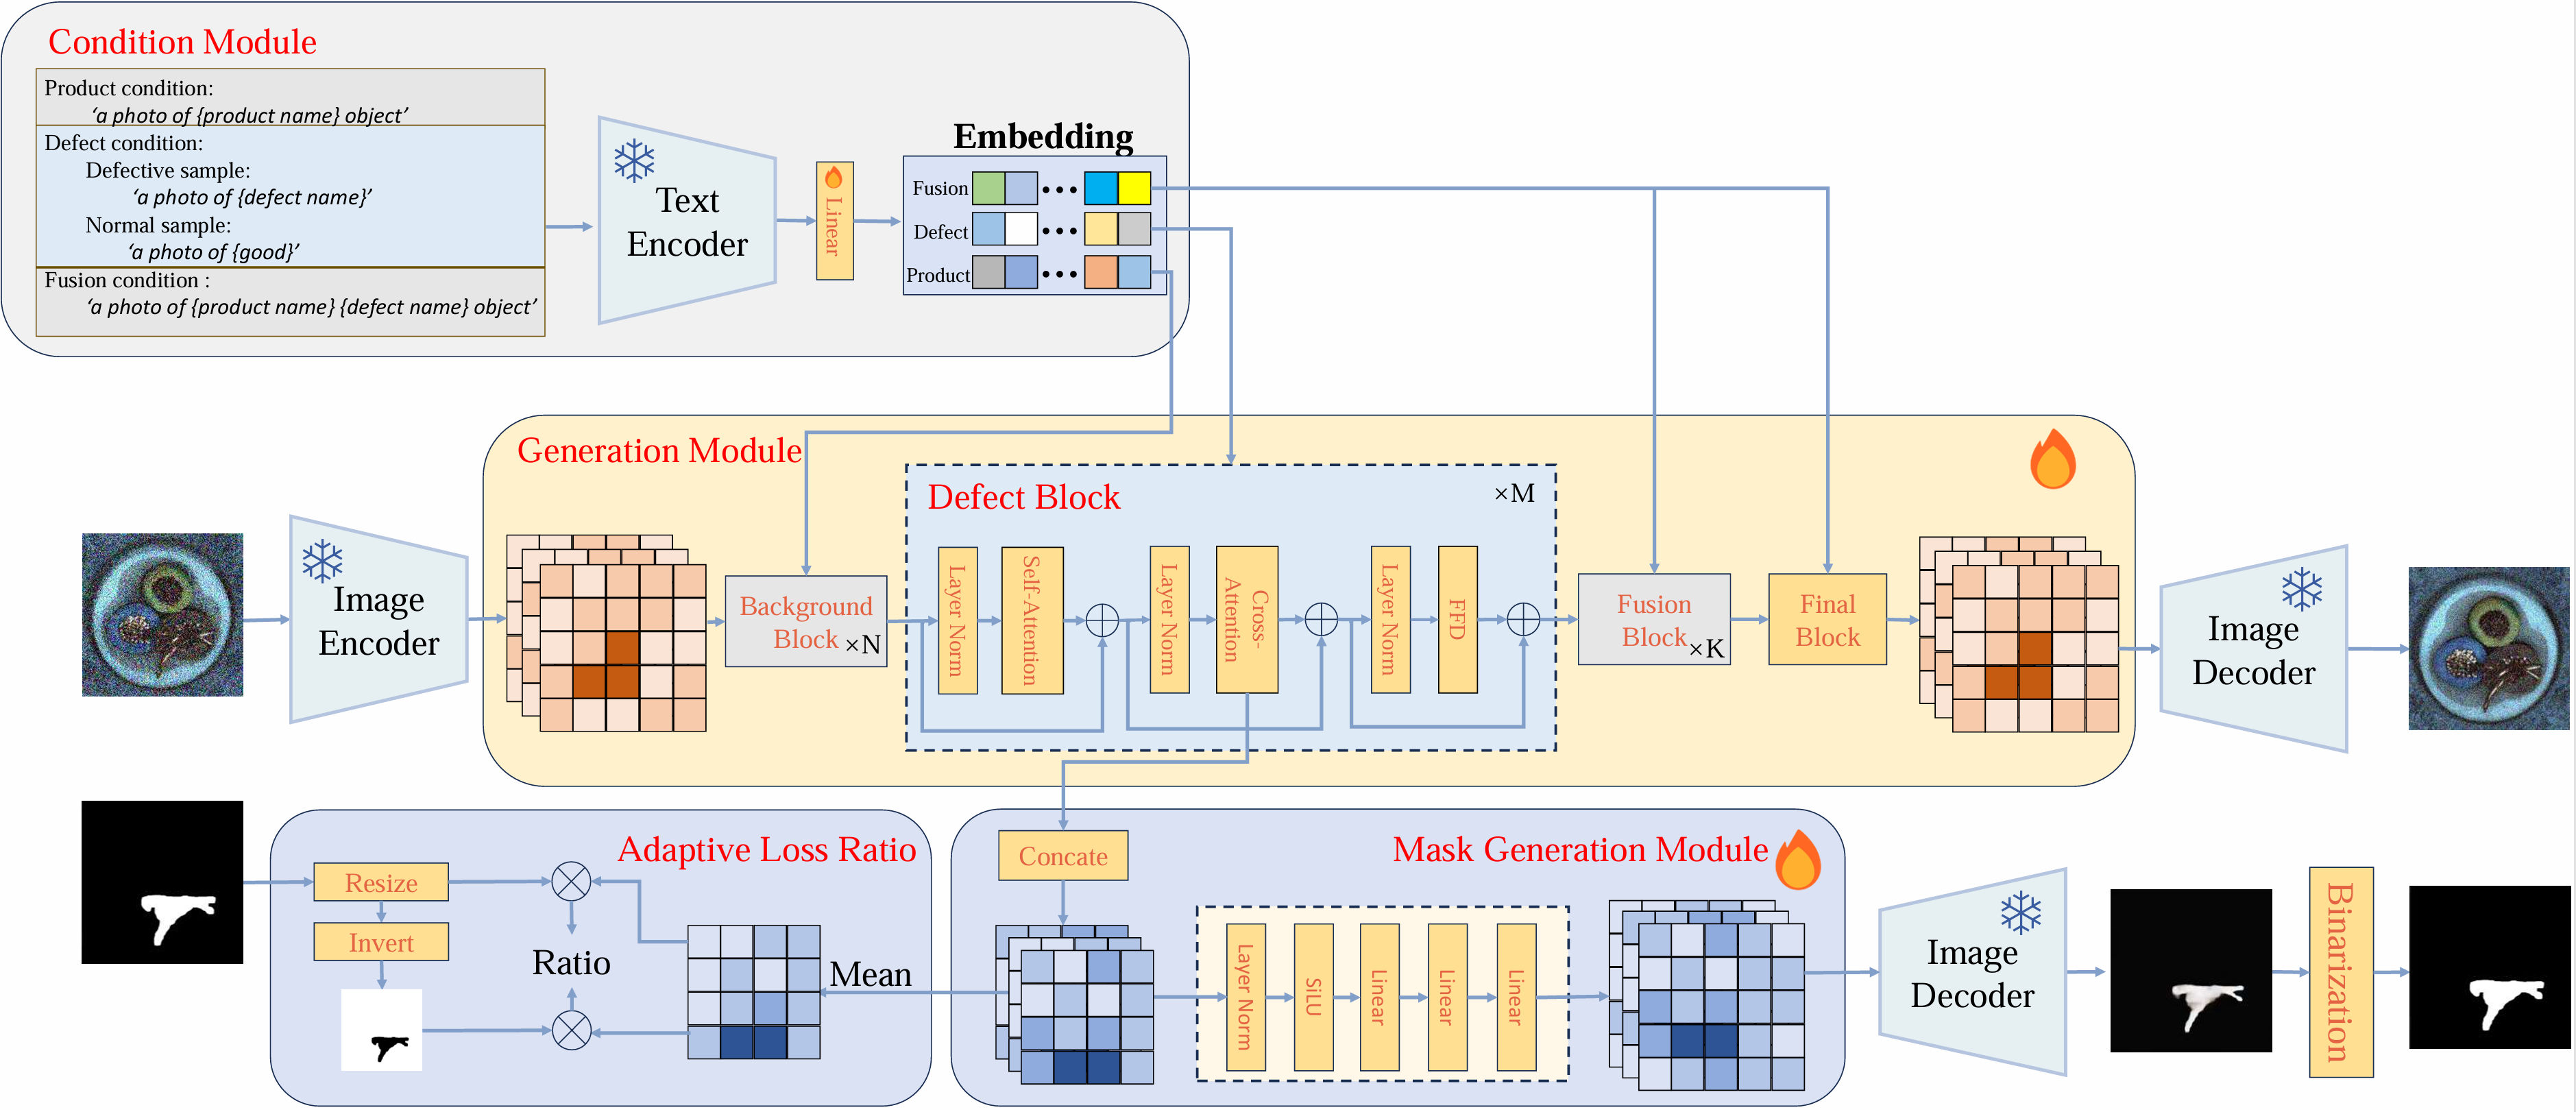 Condition Module
Product condition:
‘a photo of {product name} object’
Defect condition:
Defective sample:
‘a photo of {defect name}’
Normal sample:
‘a photo of {good}’
Fusion condition :
‘a photo of {product name} {defect name} object’
Text
Encoder
Linear
Embedding
Fusion
Defect
Product
Generation Module
Image
Encoder
Background
Block ×N
Defect Block
×M
Layer Norm
Self-Attention
Layer Norm
Cross-
Attention
Layer Norm
FFD
Fusion
Block ×K
Final
Block
Image
Decoder
Adaptive Loss Ratio
Resize
Invert
Ratio
Mean
Mask Generation Module
Concate
Layer Norm
SiLU
Linear
Linear
Linear
Image
Decoder
Binarization